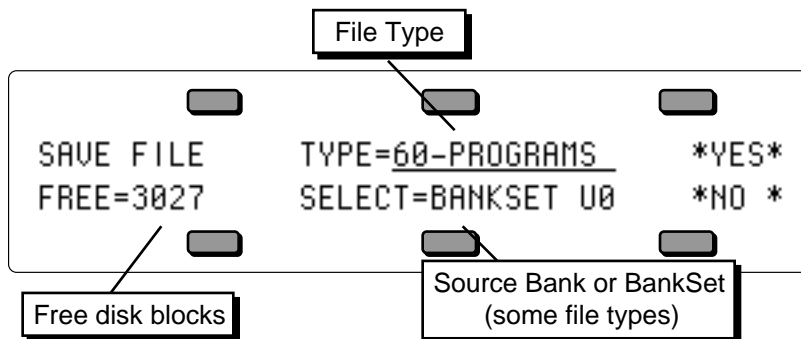 File Type
SAVE FILE TYPE=60-PROGRAMS *YES*
FREE=3027 SELECT=BANKSET U0 *NO *
Free disk blocks
Source Bank or BankSet
(some file types)